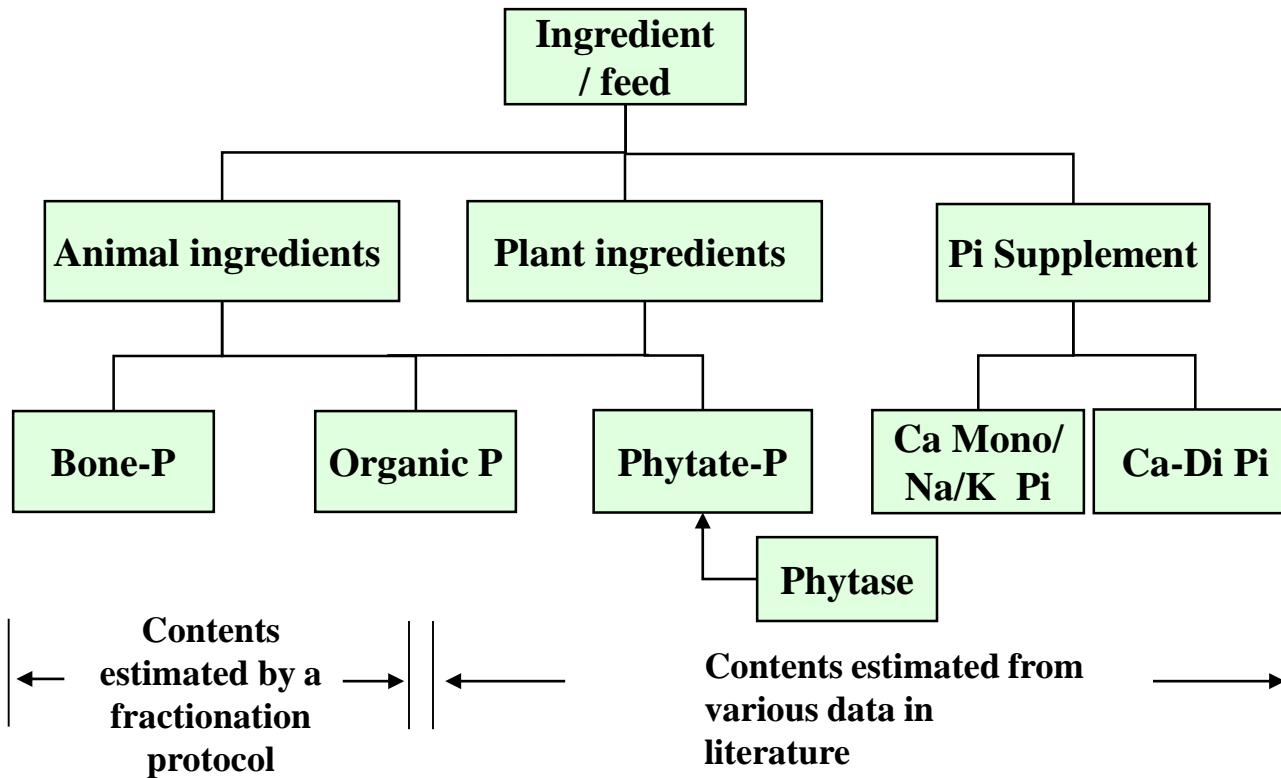 Ingredient
/ feed
Animal ingredients
Plant ingredients
Pi Supplement
Bone-P
Organic P
Phytate-P
Ca Mono/
Na/K Pi
Ca-Di Pi
Phytase
Contents
estimated by a
fractionation
protocol
Contents estimated from
various data in
literature